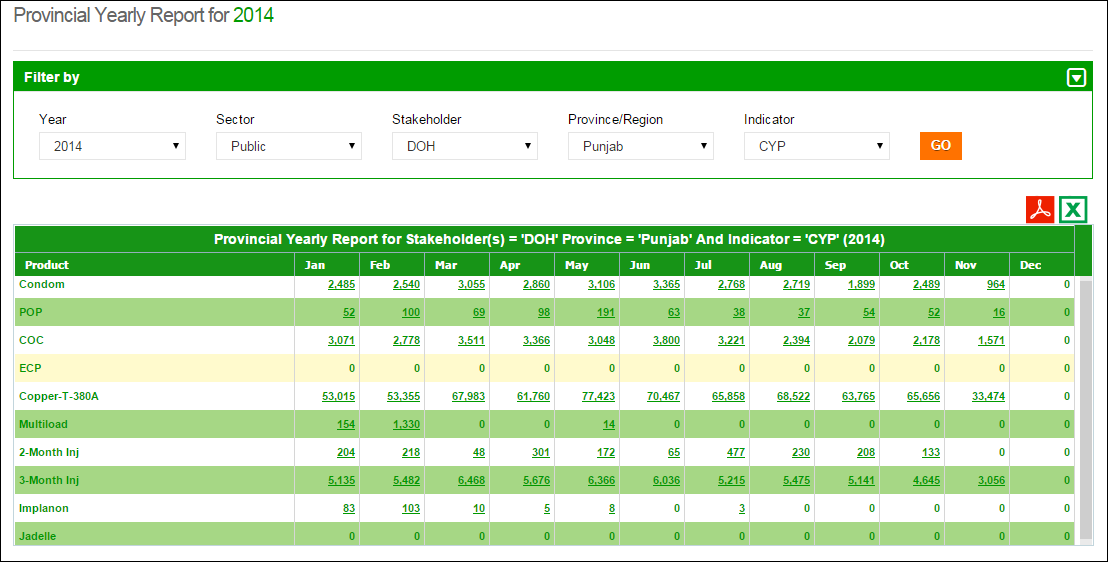 Provincial Yearly Report for 2014
Filter by
Year Sector Stakeholder Province/Region Indicator
2014 Public DOH Punjab CYP GO
Provincial Yearly Report for Stakeholder(s) = 'DOH' Province = 'Punjab' And Indicator = 'CYP' (2014)
Product Jan Feb Mar Apr May Jun Jul Aug Sep Oct Nov Dec
Condom 2,485 2,540 3,055 2,860 3,106 3,365 2,768 2,719 1,899 2,489 964 0
POP 52 100 69 98 191 63 38 37 54 52 16 0
COC 3,071 2,778 3,511 3,366 3,048 3,800 3,221 2,394 2,079 2,178 1,571 0
ECP 0 0 0 0 0 0 0 0 0 0 0 0
Copper-T-380A 53,015 53,355 67,983 61,760 77,423 70,467 65,858 68,522 63,765 65,656 33,474 0
Multiload 154 1,330 0 0 14 0 0 0 0 0 0 0
2-Month Inj 204 218 48 301 172 65 477 230 208 133 0 0
3-Month Inj 5,135 5,482 6,468 5,676 6,366 6,036 5,215 5,475 5,141 4,645 3,056 0
Implanon 83 103 10 5 8 0 3 0 0 0 0 0
Jadelle 0 0 0 0 0 0 0 0 0 0 0 0